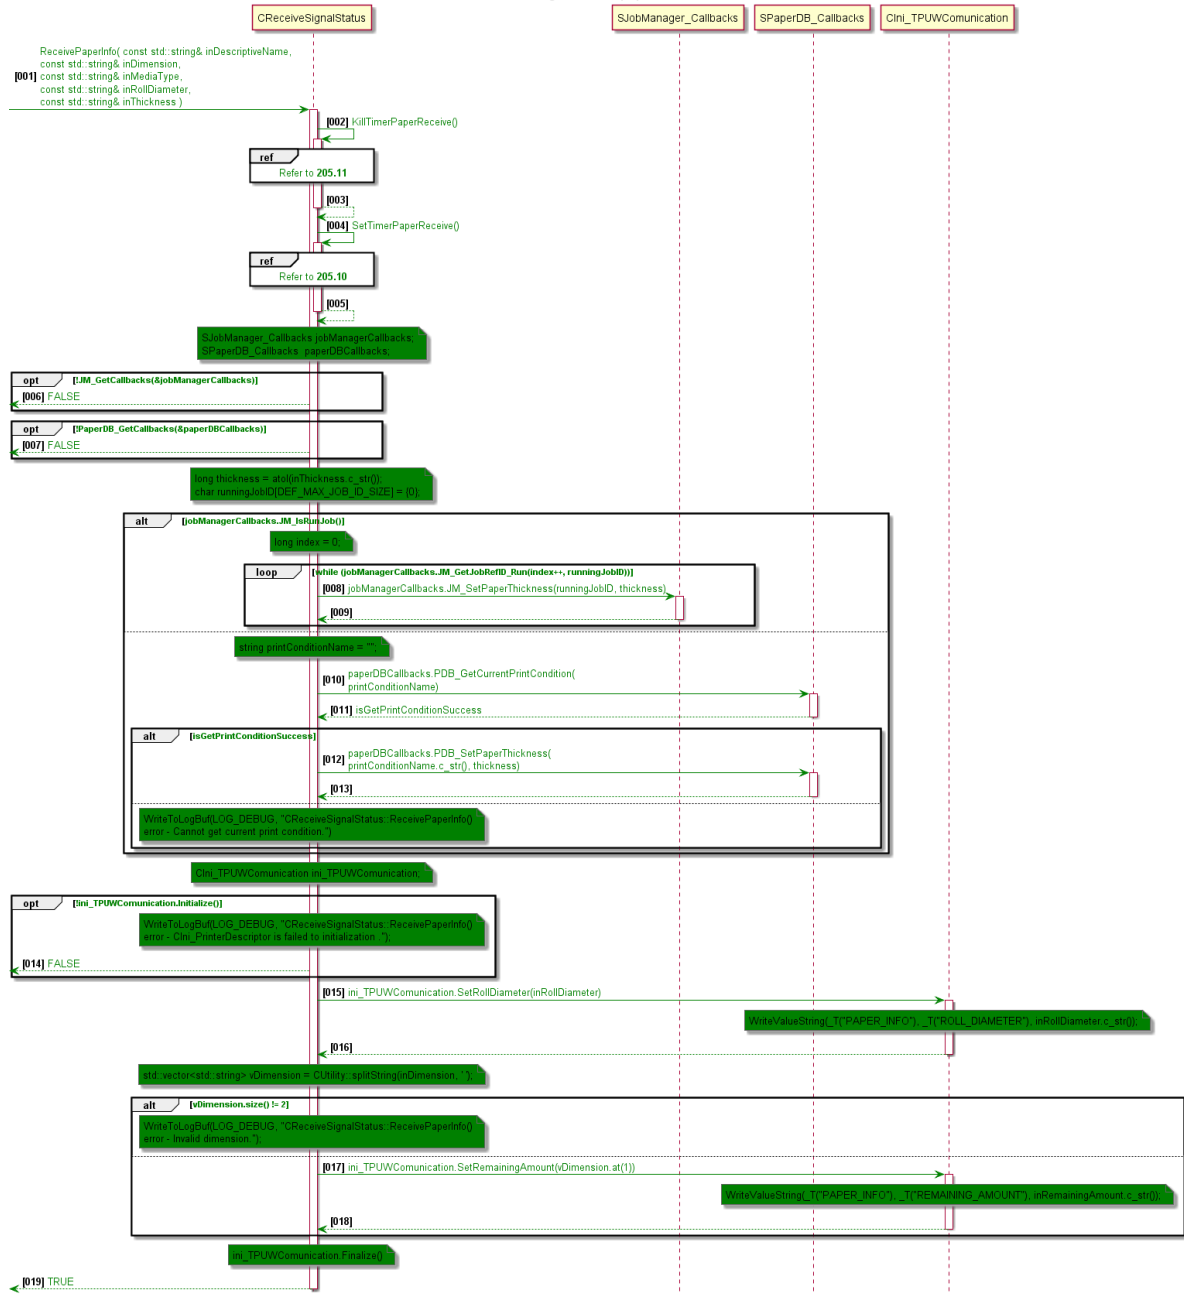 CReceiveSignalStatus
SJobManager_Callbacks
SPaperDB_Callbacks
CIni_TPUWComunication
ReceivePaperInfo( const std::string& inDescriptiveName,
const std::string& inDimension,
[001] const std::string& inMediaType,
const std::string& inRollDiameter,
const std::string& inThickness )
[002] KillTimerPaperReceive()
ref
Refer to 205.11
[003]
[004] SetTimerPaperReceive()
ref
Refer to 205.10
[005]
SJobManager_Callbacks jobManagerCallbacks;
SPaperDB_Callbacks  paperDBCallbacks;
opt [!JM_GetCallbacks(&jobManagerCallbacks)]
[006] FALSE
opt [!PaperDB_GetCallbacks(&paperDBCallbacks)]
[007] FALSE
long thickness = atol(inThickness.c_str());
char runningJobID[DEF_MAX_JOB_ID_SIZE] = {0};
alt [jobManagerCallbacks.JM_IsRunJob()]
long index = 0;
loop [while (jobManagerCallbacks.JM_GetJobRefID_Run(index++, runningJobID))]
[008] jobManagerCallbacks.JM_SetPaperThickness(runningJobID, thickness)
[009]
string printConditionName = "";
[010] paperDBCallbacks.PDB_GetCurrentPrintCondition(
printConditionName)
[011] isGetPrintConditionSuccess
alt [isGetPrintConditionSuccess]
[012] paperDBCallbacks.PDB_SetPaperThickness(
printConditionName.c_str(), thickness)
[013]
WriteToLogBuf(LOG_DEBUG, "CReceiveSignalStatus::ReceivePaperInfo()
error - Cannot get current print condition.")
CIni_TPUWComunication ini_TPUWComunication;
opt [!ini_TPUWComunication.Initialize()]
WriteToLogBuf(LOG_DEBUG, "CReceiveSignalStatus::ReceivePaperInfo()
error - CIni_PrinterDescriptor is failed to initialization .");
[014] FALSE
[015] ini_TPUWComunication.SetRollDiameter(inRollDiameter)
WriteValueString(_T("PAPER_INFO"), _T("ROLL_DIAMETER"), inRollDiameter.c_str());
[016]
std::vector<std::string> vDimension = CUtility::splitString(inDimension, ' ');
alt [vDimension.size() != 2]
WriteToLogBuf(LOG_DEBUG, "CReceiveSignalStatus::ReceivePaperInfo()
error - Invalid dimension.");
[017] ini_TPUWComunication.SetRemainingAmount(vDimension.at(1))
WriteValueString(_T("PAPER_INFO"), _T("REMAINING_AMOUNT"), inRemainingAmount.c_str());
[018]
ini_TPUWComunication.Finalize()
[019] TRUE